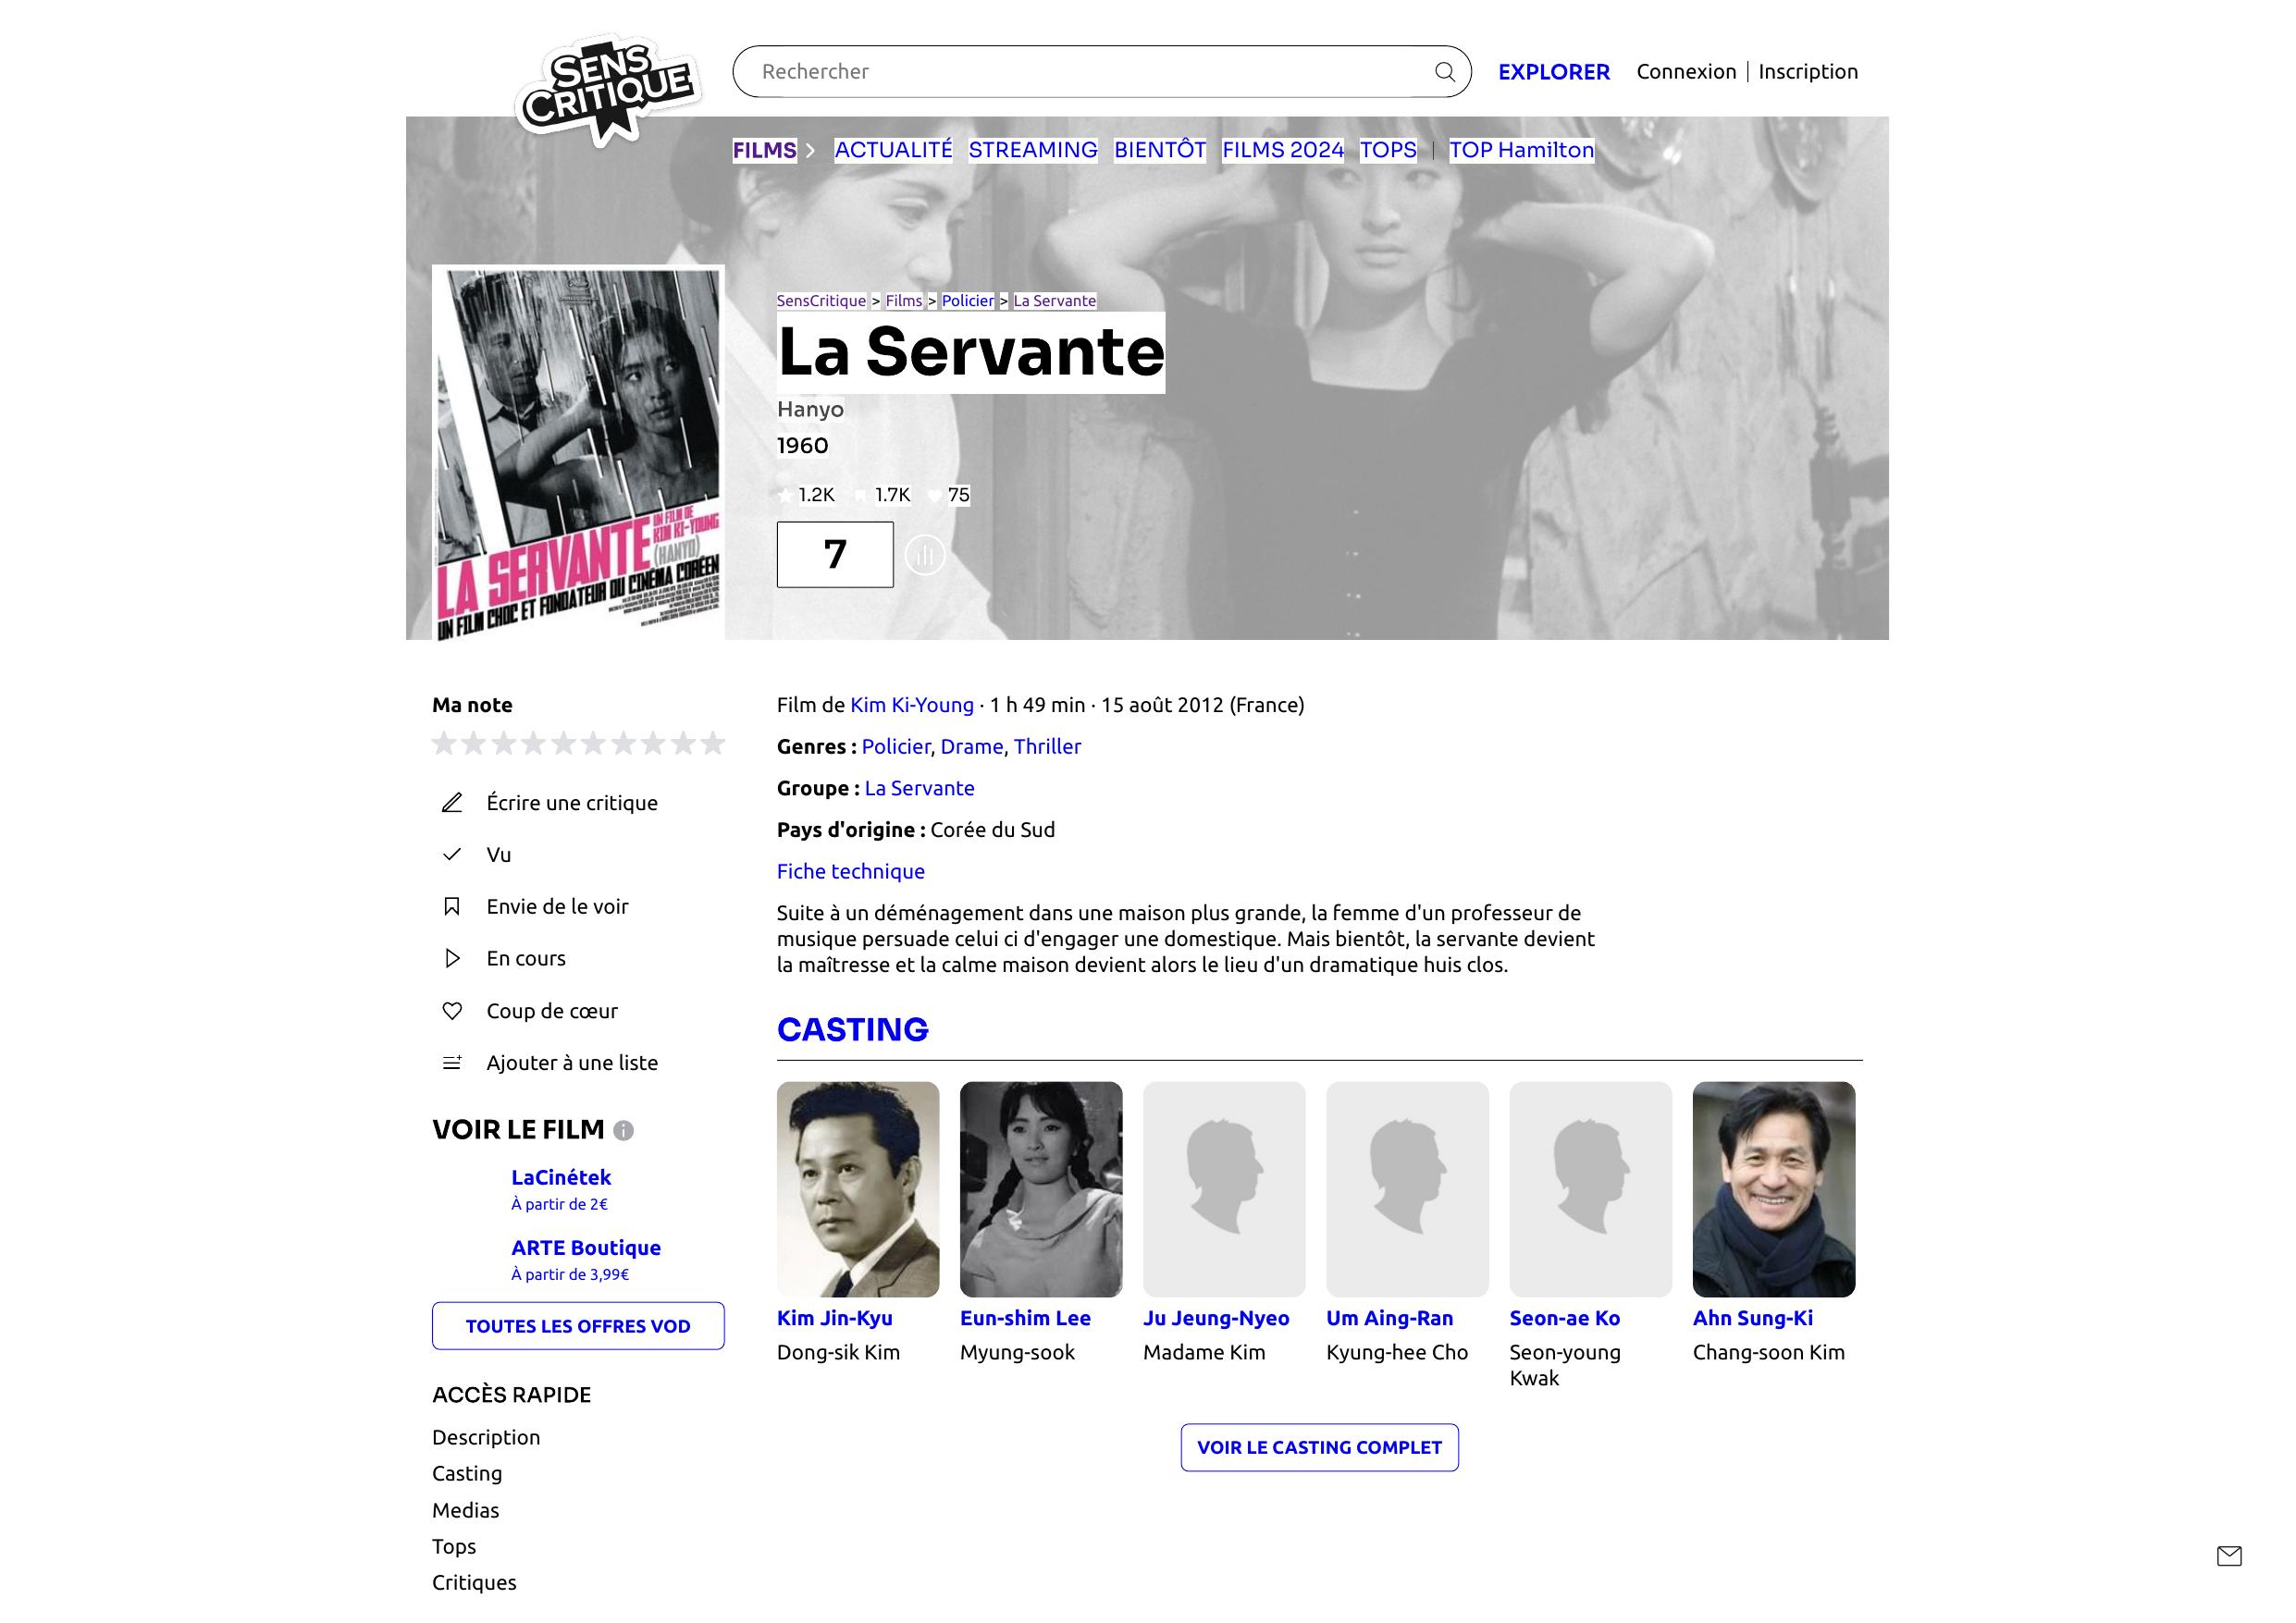 SENS
CRITIQUE
Rechercher
EXPLORER
Connexion | Inscription
FILMS > ACTUALITÉ STREAMING BIENTÔT FILMS 2024 TOPS | TOP Hamilton
SensCritique > Films > Policier > La Servante
La Servante
Hanyo
1960
1.2K 1.7K 75
7
LA SERVANTE
UN FILM DE
KIM KI-YOUNG
(HANYO)
UN FILM CHOC ET FONDATEUR DU CINÉMA CORÉEN
Ma note
Écrire une critique
Vu
Envie de le voir
En cours
Coup de cœur
Ajouter à une liste
VOIR LE FILM
LaCinétek
À partir de 2€
ARTE Boutique
À partir de 3,99€
TOUTES LES OFFRES VOD
ACCÈS RAPIDE
Description
Casting
Medias
Tops
Critiques
Film de Kim Ki-Young · 1 h 49 min · 15 août 2012 (France)
Genres : Policier, Drame, Thriller
Groupe : La Servante
Pays d'origine : Corée du Sud
Fiche technique
Suite à un déménagement dans une maison plus grande, la femme d'un professeur de
musique persuade celui ci d'engager une domestique. Mais bientôt, la servante devient
la maîtresse et la calme maison devient alors le lieu d'un dramatique huis clos.
CASTING
Kim Jin-Kyu
Dong-sik Kim
Eun-shim Lee
Myung-sook
Ju Jeung-Nyeo
Madame Kim
Um Aing-Ran
Kyung-hee Cho
Seon-ae Ko
Seon-young
Kwak
Ahn Sung-Ki
Chang-soon Kim
VOIR LE CASTING COMPLET